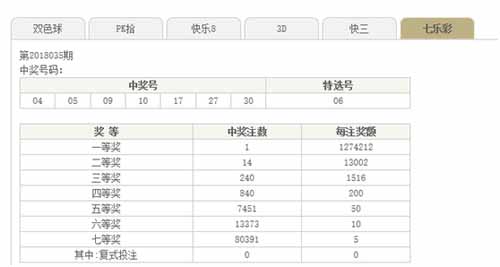 双色球 PK拾 快乐8 3D 快三 七乐彩
第2018035期
中奖号码:
中奖号 特选号
04 05 09 10 17 27 30 06
奖 等 中奖注数 每注奖额
一等奖 1 1274212
二等奖 14 13002
三等奖 240 1516
四等奖 840 200
五等奖 7451 50
六等奖 13373 10
七等奖 80391 5
其中:复式投注 0 0